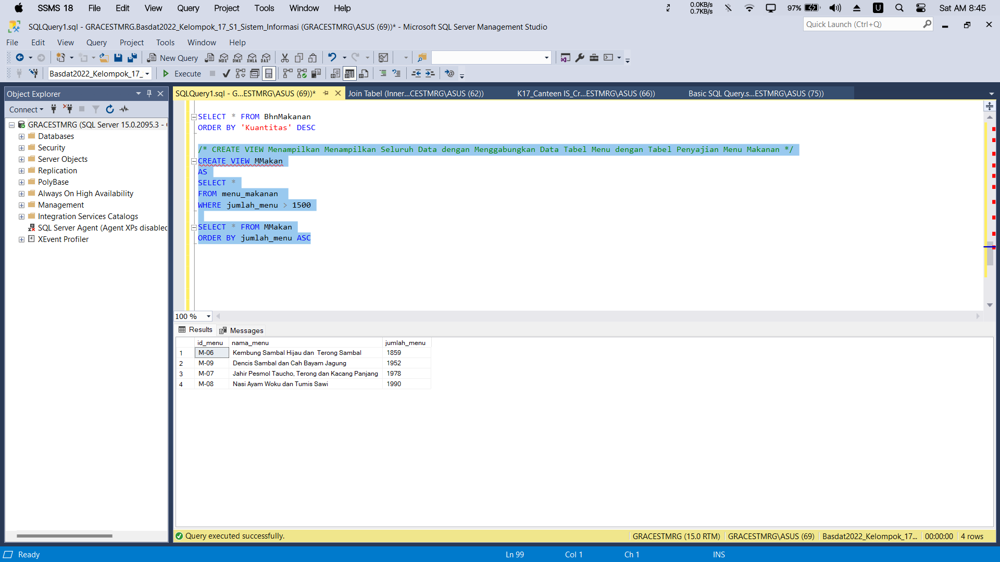 SSMS 18 File Edit View Query Project Tools Window Help 0.0KB/s 0.7KB/s 97% U Sat AM 8:45
SQLQuery1.sql - GRACESTMRG.Basdat2022_Kelompok_17_S1_Sistem_Informasi (GRACESTMRG\ASUS (69))* - Microsoft SQL Server Management Studio
Quick Launch (Ctrl+Q)
File Edit View Query Project Tools Window Help
New Query MDX DMX XMLA DAX
Basdat2022_Kelompok_17_ Execute
Object Explorer
Connect
GRACESTMRG (SQL Server 15.0.2095.3 -
Databases
Security
Server Objects
Replication
PolyBase
Always On High Availability
Management
Integration Services Catalogs
SQL Server Agent (Agent XPs disabled
XEvent Profiler
SQLQuery1.sql - G...ESTMRG\ASUS (69))* Join Tabel (Inner...CESTMRG\ASUS (62)) K17_Canteen IS_Cr...ESTMRG\ASUS (66)) Basic SQL Query.s...ESTMRG\ASUS (75))
SELECT * FROM BhnMakanan
ORDER BY 'Kuantitas' DESC
/* CREATE VIEW Menampilkan Menampilkan Seluruh Data dengan Menggabungkan Data Tabel Menu dengan Tabel Penyajian Menu Makanan */
CREATE VIEW MMakan
AS
SELECT *
FROM menu_makanan
WHERE jumlah_menu > 1500
SELECT * FROM MMakan
ORDER BY jumlah_menu ASC
100 %
Results Messages
id_menu nama_menu jumlah_menu
1 M-06 Kembung Sambal Hijau dan  Terong Sambal 1859
2 M-09 Dencis Sambal dan Cah Bayam Jagung 1952
3 M-07 Jahir Pesmol Taucho, Terong dan Kacang Panjang 1978
4 M-08 Nasi Ayam Woku dan Tumis Sawi 1990
Query executed successfully. GRACESTMRG (15.0 RTM) GRACESTMRG\ASUS (69) Basdat2022_Kelompok_17... 00:00:00 4 rows
Ready Ln 99 Col 1 Ch 1 INS